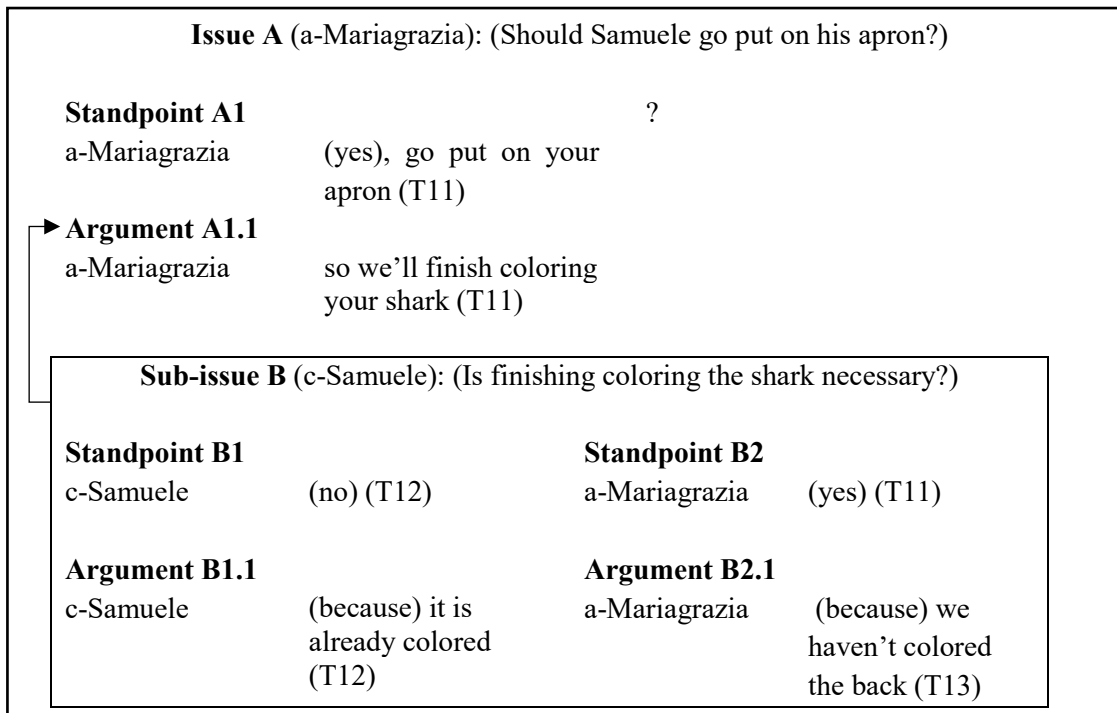 Issue A (a-Mariagrazia): (Should Samuele go put on his apron?)
Standpoint A1 ?
a-Mariagrazia (yes), go put on your
apron (T11)
Argument A1.1
a-Mariagrazia so we’ll finish coloring
your shark (T11)
Sub-issue B (c-Samuele): (Is finishing coloring the shark necessary?)
Standpoint B1 Standpoint B2
c-Samuele (no) (T12) a-Mariagrazia (yes) (T11)
Argument B1.1 Argument B2.1
c-Samuele (because) it is a-Mariagrazia (because) we
already colored haven’t colored
(T12) the back (T13)